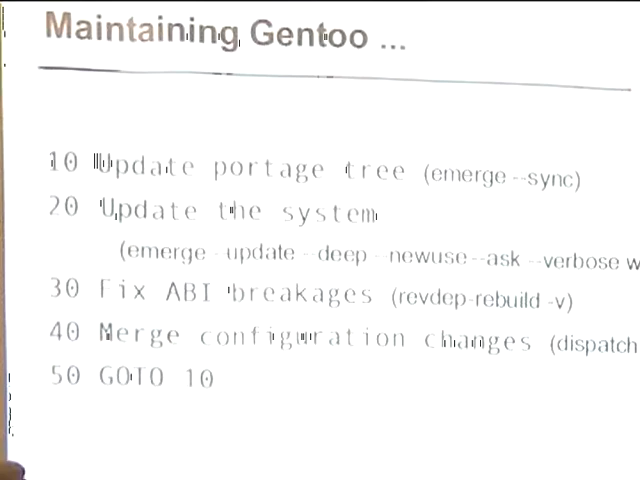 Maintaining Gentoo ...
10 Update portage tree (emerge --sync)
20 Update the system
(emerge --update --deep --newuse --ask --verbose w
30 Fix ABI breakages (revdep-rebuild -v)
40 Merge configuration changes (dispatch
50 GOTO 10